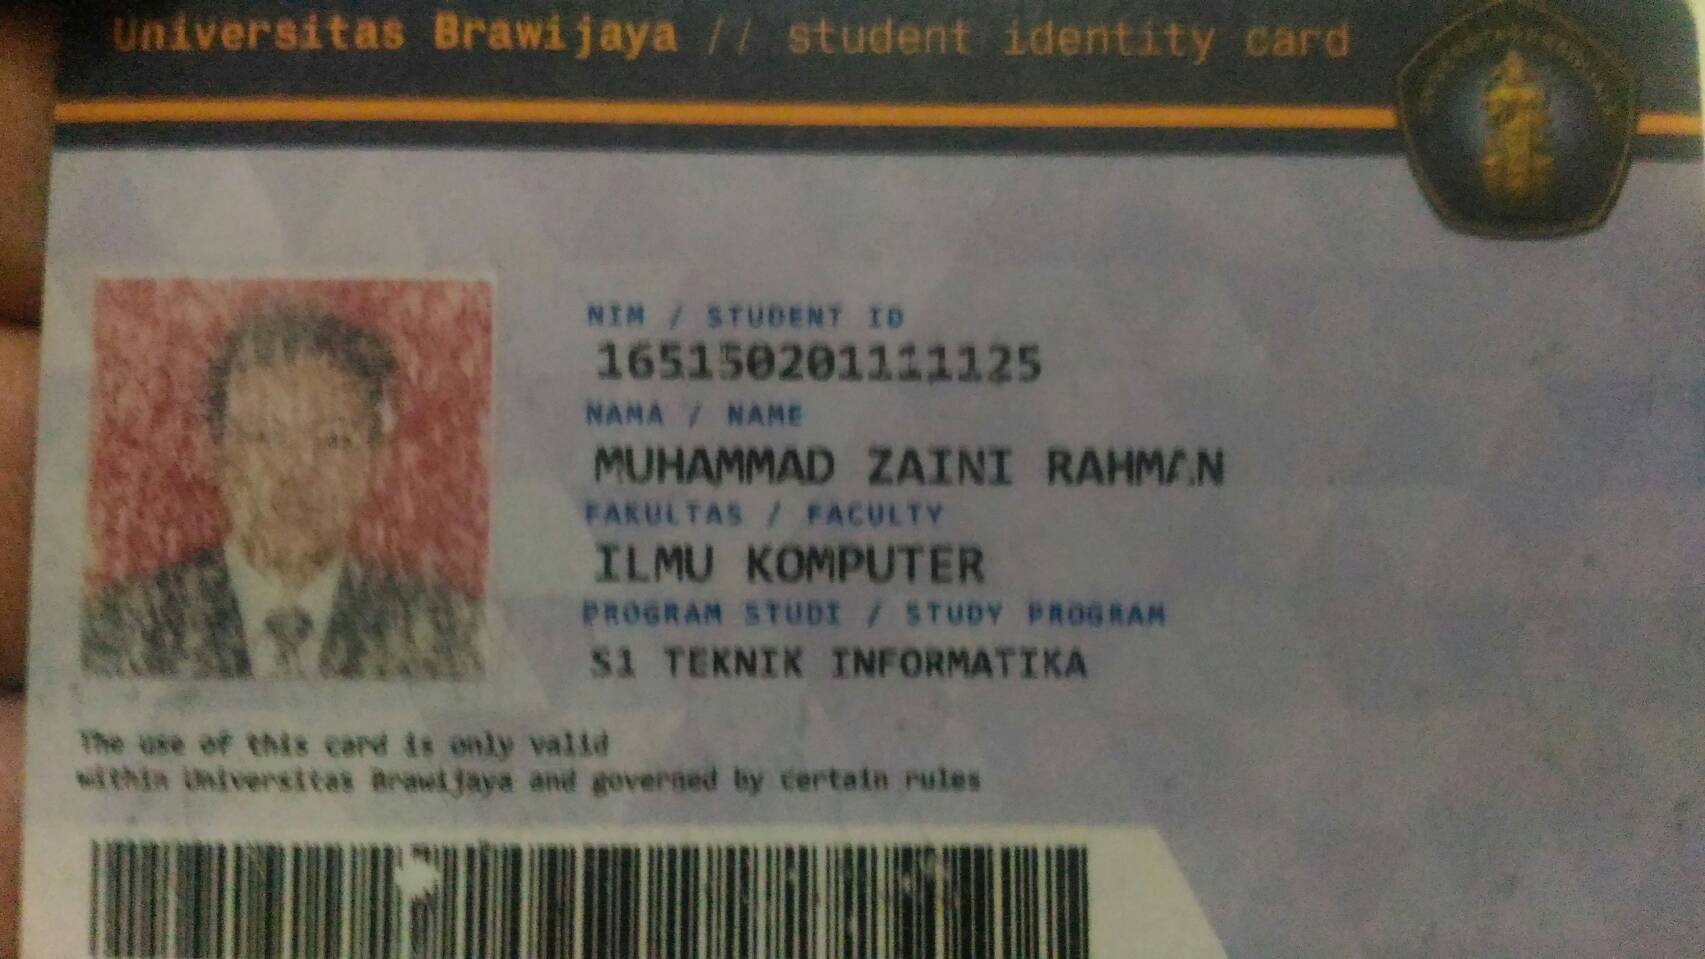 Universitas Brawijaya // student identity card
NIM / STUDENT ID
165150201111125
NAMA / NAME
MUHAMMAD ZAINI RAHMAN
FAKULTAS / FACULTY
ILMU KOMPUTER
PROGRAM STUDI / STUDY PROGRAM
S1 TEKNIK INFORMATIKA
The use of this card is only valid
within Universitas Brawijaya and governed by certain rules